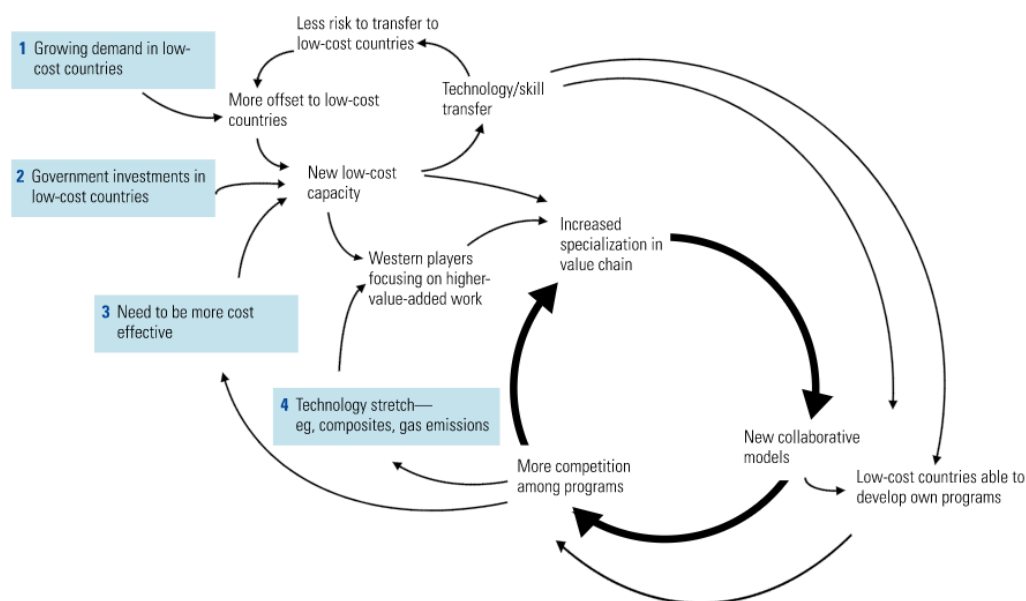 Less risk to transfer to
low-cost countries
1 Growing demand in low-
cost countries
More offset to low-cost
countries
Technology/skill
transfer
2 Government investments in
low-cost countries
New low-cost
capacity
Increased
specialization in
value chain
Western players
focusing on higher-
value-added work
3 Need to be more cost
effective
4 Technology stretch—
eg, composites, gas emissions
New collaborative
models
More competition
among programs
Low-cost countries able to
develop own programs